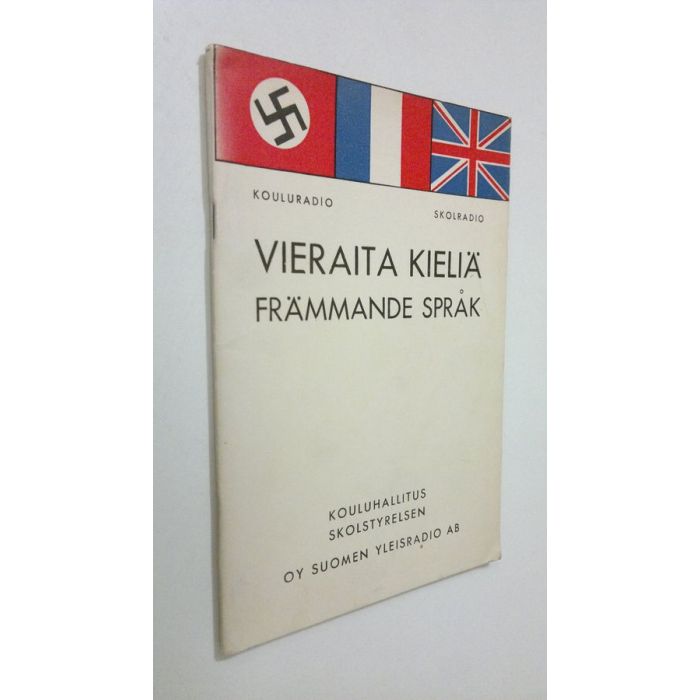 KOULURADIO
SKOLRADIO
VIERAITA KIELIÄ
FRÄMMANDE SPRÅK
KOULUHALLITUS
SKOLSTYRELSEN
OY SUOMEN YLEISRADIO AB